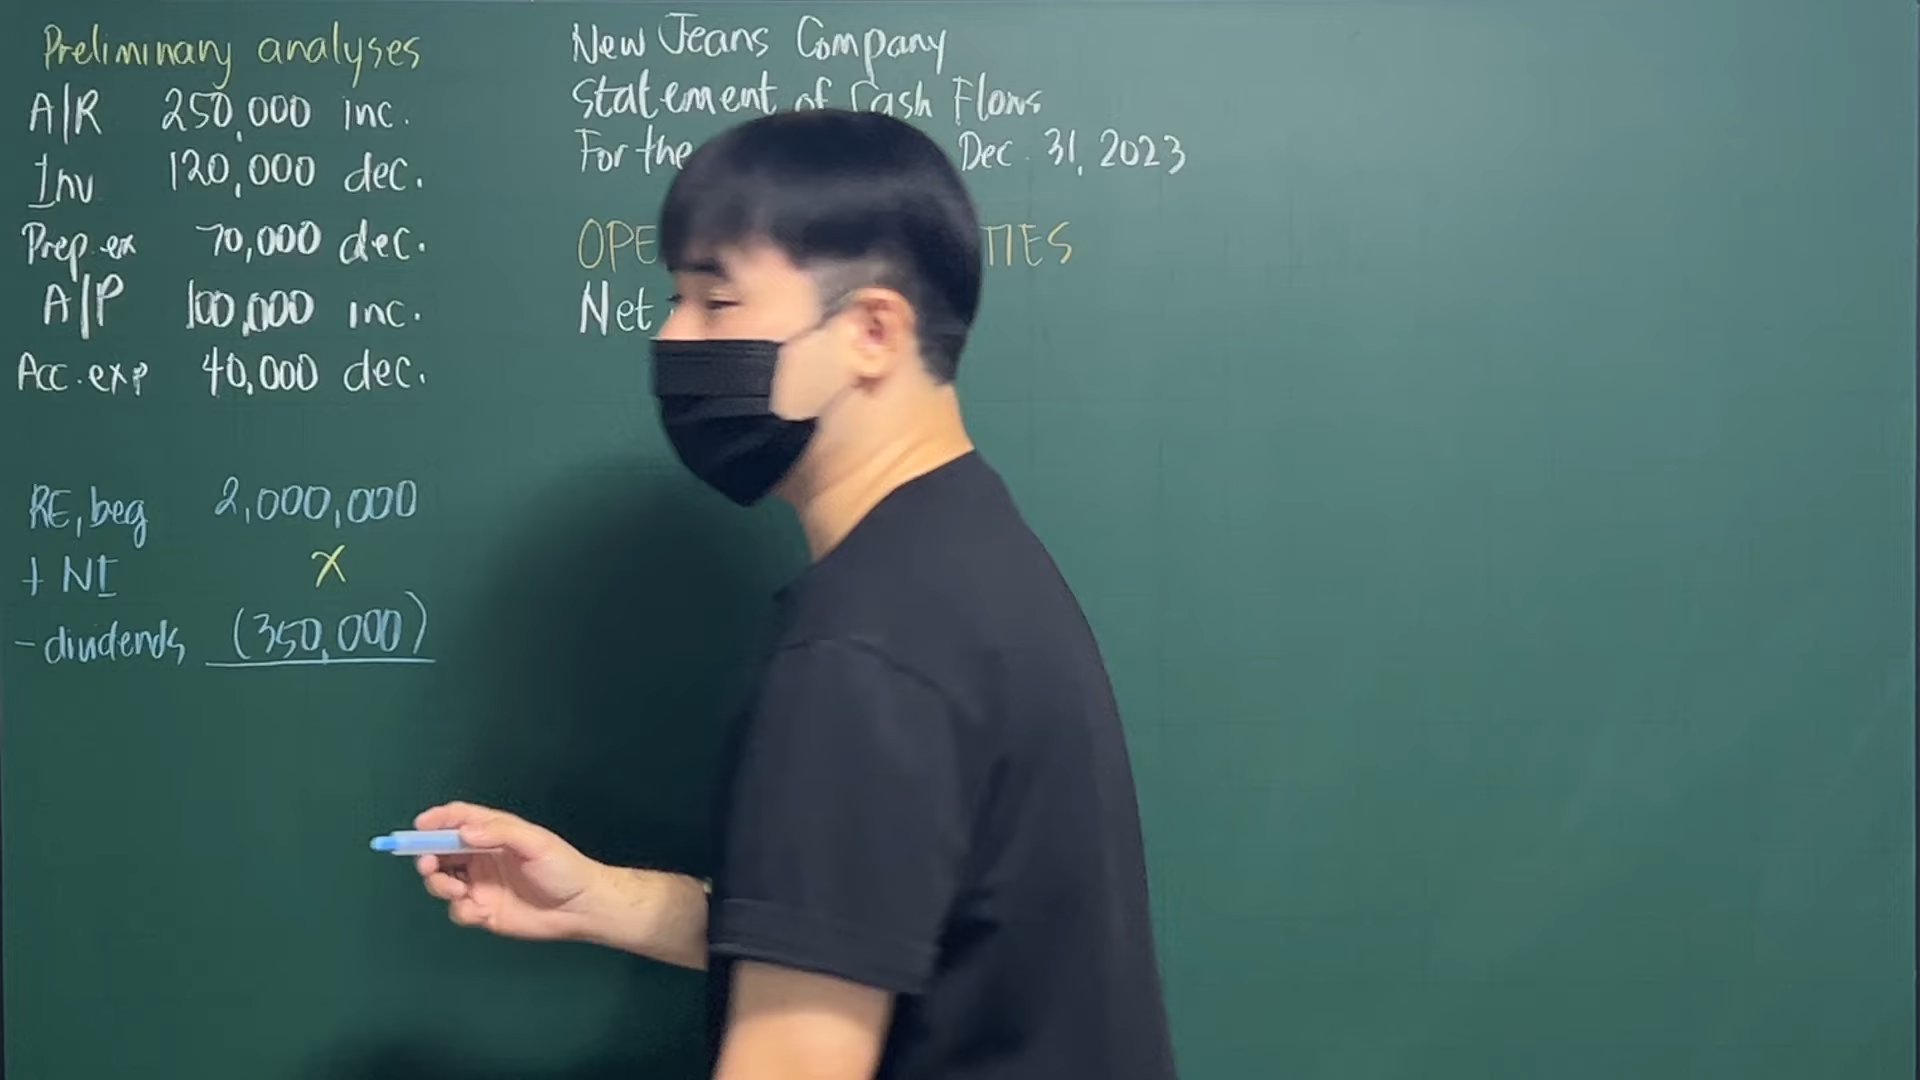 Preliminary analyses
A/R 250,000 inc.
Inv 120,000 dec.
Prep. ex 70,000 dec.
A/P 100,000 inc.
Acc. exp 40,000 dec.
RE, beg 2,000,000
+ NI X
- dividends (350,000)
New Jeans Company
Statement of Cash Flows
For the Dec. 31, 2023
OPE TIES
Net